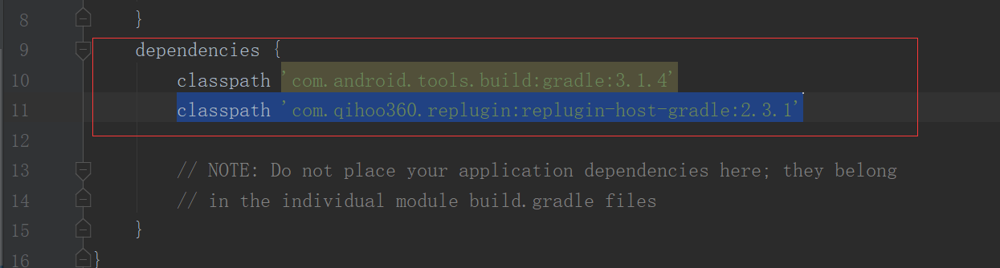 8 }
9 dependencies {
10 classpath 'com.android.tools.build:gradle:3.1.4'
11 classpath 'com.qihoo360.replugin:replugin-host-gradle:2.3.1'
12
13 // NOTE: Do not place your application dependencies here; they belong
14 // in the individual module build.gradle files
15 }
16 }